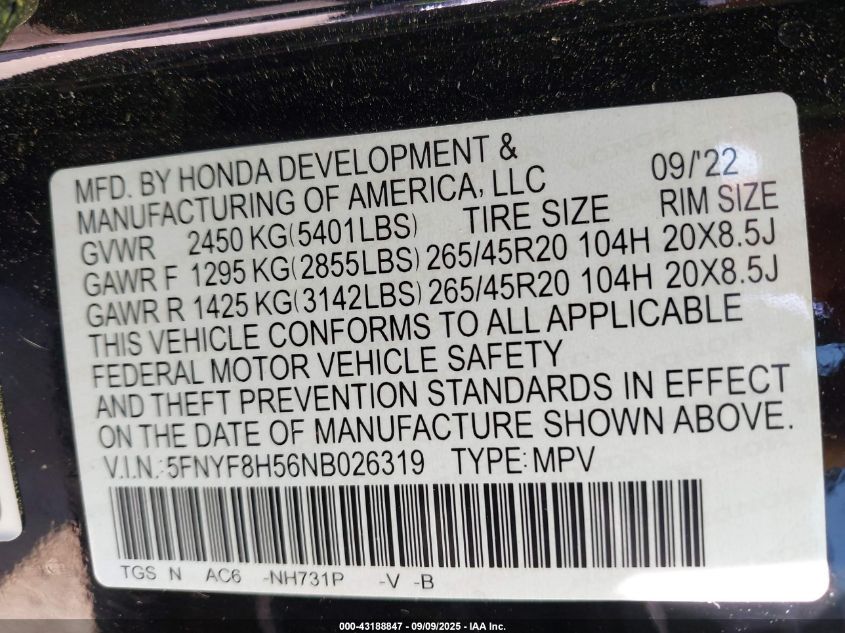 MFD. BY HONDA DEVELOPMENT & 09/'22
MANUFACTURING OF AMERICA, LLC
GVWR 2450 KG(5401LBS) TIRE SIZE RIM SIZE
GAWR F 1295 KG(2855LBS) 265/45R20 104H 20X8.5J
GAWR R 1425 KG(3142LBS) 265/45R20 104H 20X8.5J
THIS VEHICLE CONFORMS TO ALL APPLICABLE
FEDERAL MOTOR VEHICLE SAFETY
AND THEFT PREVENTION STANDARDS IN EFFECT
ON THE DATE OF MANUFACTURE SHOWN ABOVE.
V.I.N.: 5FNYF8H56NB026319 TYPE: MPV
TGS N AC6 -NH731P -V -B
000-43188847 - 09/09/2025 - IAA Inc.